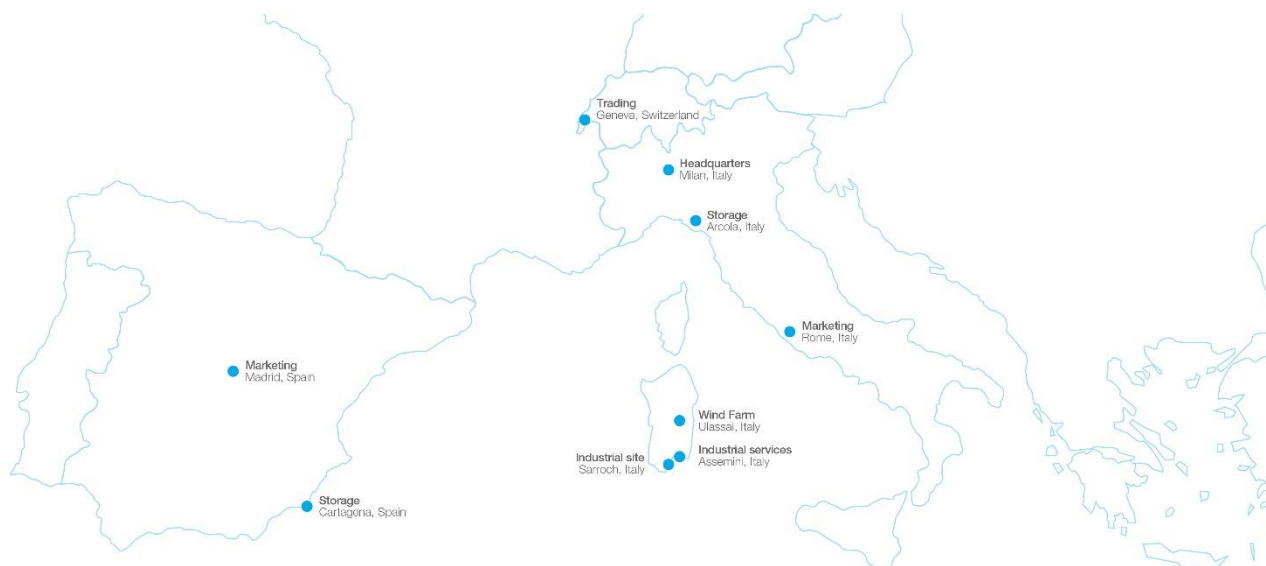 Trading
Geneva, Switzerland
Headquarters
Milan, Italy
Storage
Arcola, Italy
Marketing
Rome, Italy
Marketing
Madrid, Spain
Wind Farm
Ulassai, Italy
Industrial services
Assemini, Italy
Industrial site
Sarroch, Italy
Storage
Cartagena, Spain